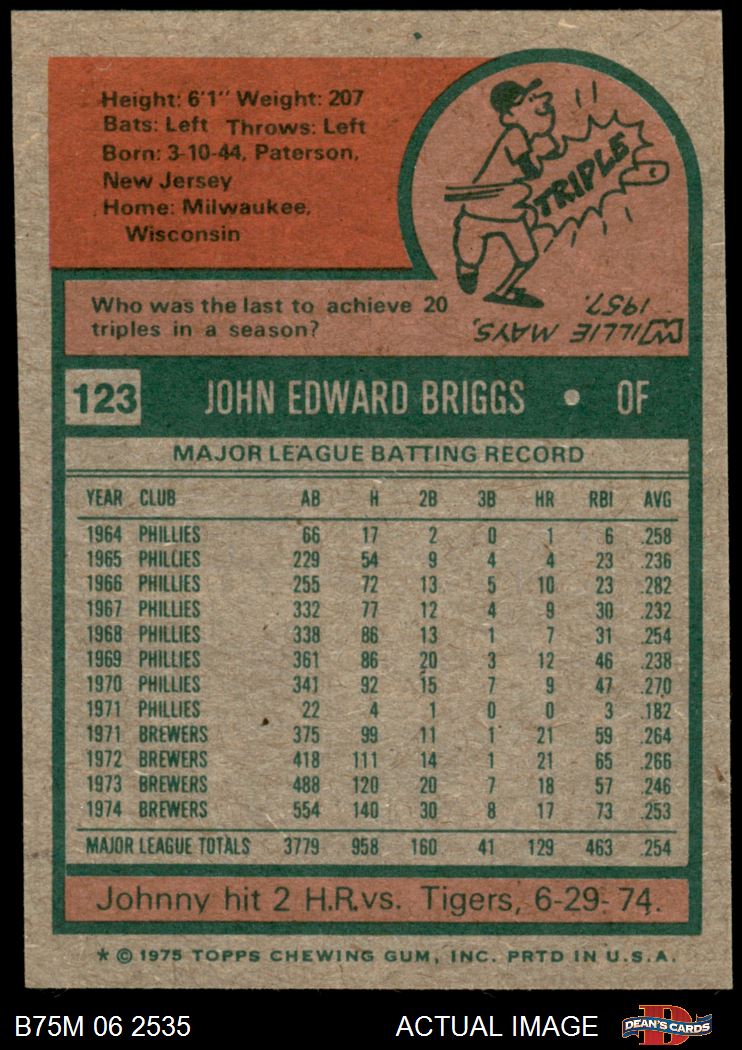 Height: 6'1" Weight: 207
Bats: Left Throws: Left
Born: 3-10-44, Paterson,
New Jersey
Home: Milwaukee,
Wisconsin
TRIPLE
Who was the last to achieve 20
triples in a season?
WILLIE MAYS,
1957.
123 JOHN EDWARD BRIGGS • OF
MAJOR LEAGUE BATTING RECORD
YEAR CLUB AB H 2B 3B HR RBI AVG
1964 PHILLIES 66 17 2 0 1 6 .258
1965 PHILLIES 229 54 9 4 4 23 .236
1966 PHILLIES 255 72 13 5 10 23 .282
1967 PHILLIES 332 77 12 4 9 30 .232
1968 PHILLIES 338 86 13 1 7 31 .254
1969 PHILLIES 361 86 20 3 12 46 .238
1970 PHILLIES 341 92 15 7 9 47 .270
1971 PHILLIES 22 4 1 0 0 3 .182
1971 BREWERS 375 99 11 1 21 59 .264
1972 BREWERS 418 111 14 1 21 65 .266
1973 BREWERS 488 120 20 7 18 57 .246
1974 BREWERS 554 140 30 8 17 73 .253
MAJOR LEAGUE TOTALS 3779 958 160 41 129 463 .254
Johnny hit 2 H.R. vs. Tigers, 6-29-74.
* © 1975 TOPPS CHEWING GUM, INC. PRTD IN U.S.A.
B75M 06 2535 ACTUAL IMAGE D DEAN'S CARDS